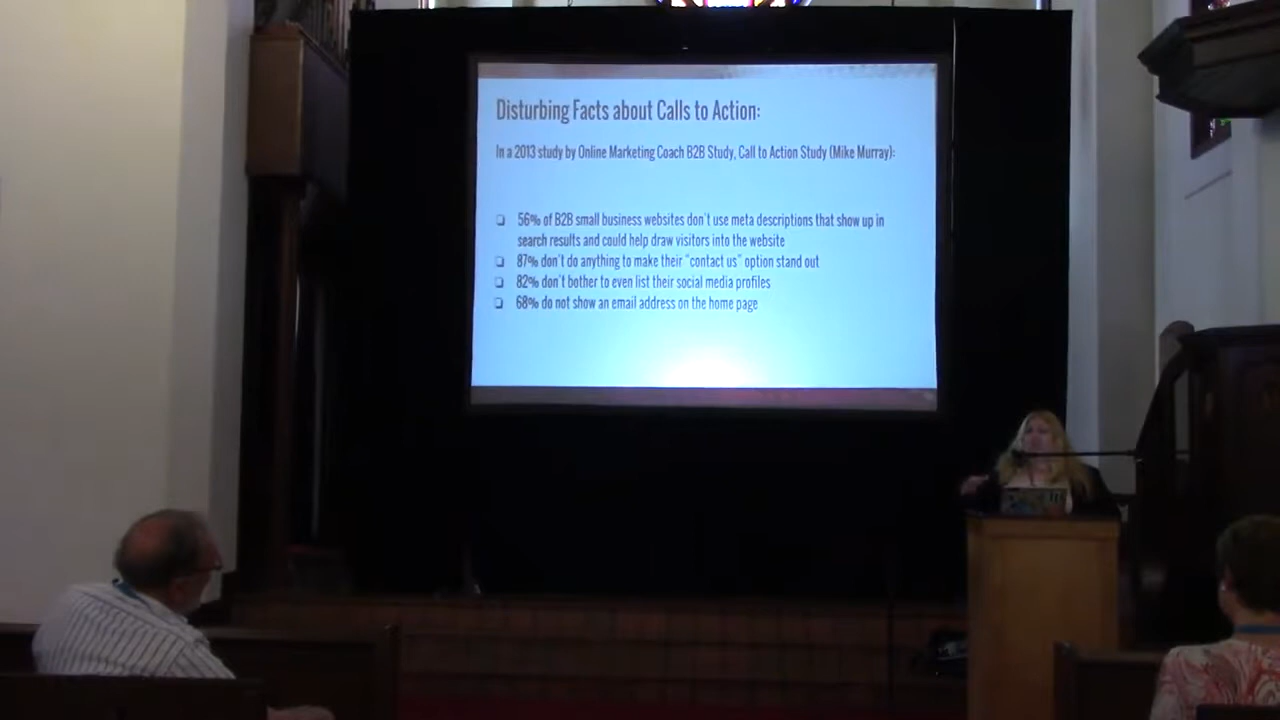 Disturbing Facts about Calls to Action:
In a 2013 study by Online Marketing Coach B2B Study, Call to Action Study (Mike Murray):
❏ 56% of B2B small business websites don't use meta descriptions that show up in
search results and could help draw visitors into the website
❏ 87% don't do anything to make their "contact us" option stand out
❏ 82% don't bother to even list their social media profiles
❏ 68% do not show an email address on the home page